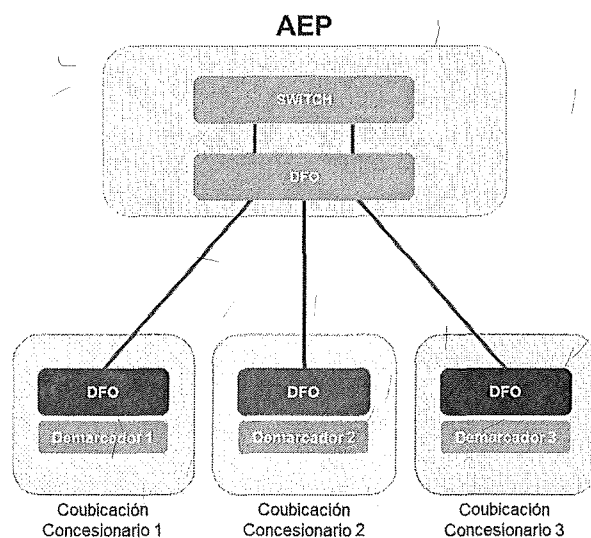 AEP
SWITCH
DFO
DFO
DFO
DFO
Demarcador 1
Demarcador 2
Demarcador 3
Coubicación
Concesionario 1
Coubicación
Concesionario 2
Coubicación
Concesionario 3